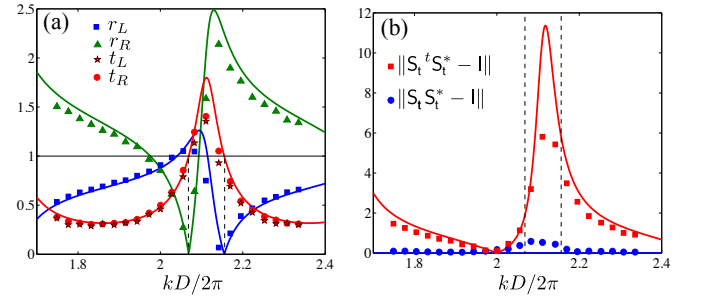 (a)
2.5
2
1.5
1
0.5
0
r_L
r_R
t_L
t_R
1.8 2 2.2 2.4
kD/2π
(b)
12
10
8
6
4
2
0
||S_t ^tS_t^* − I||
||S_t S_t^* − I||
1.8 2 2.2 2.4
kD/2π